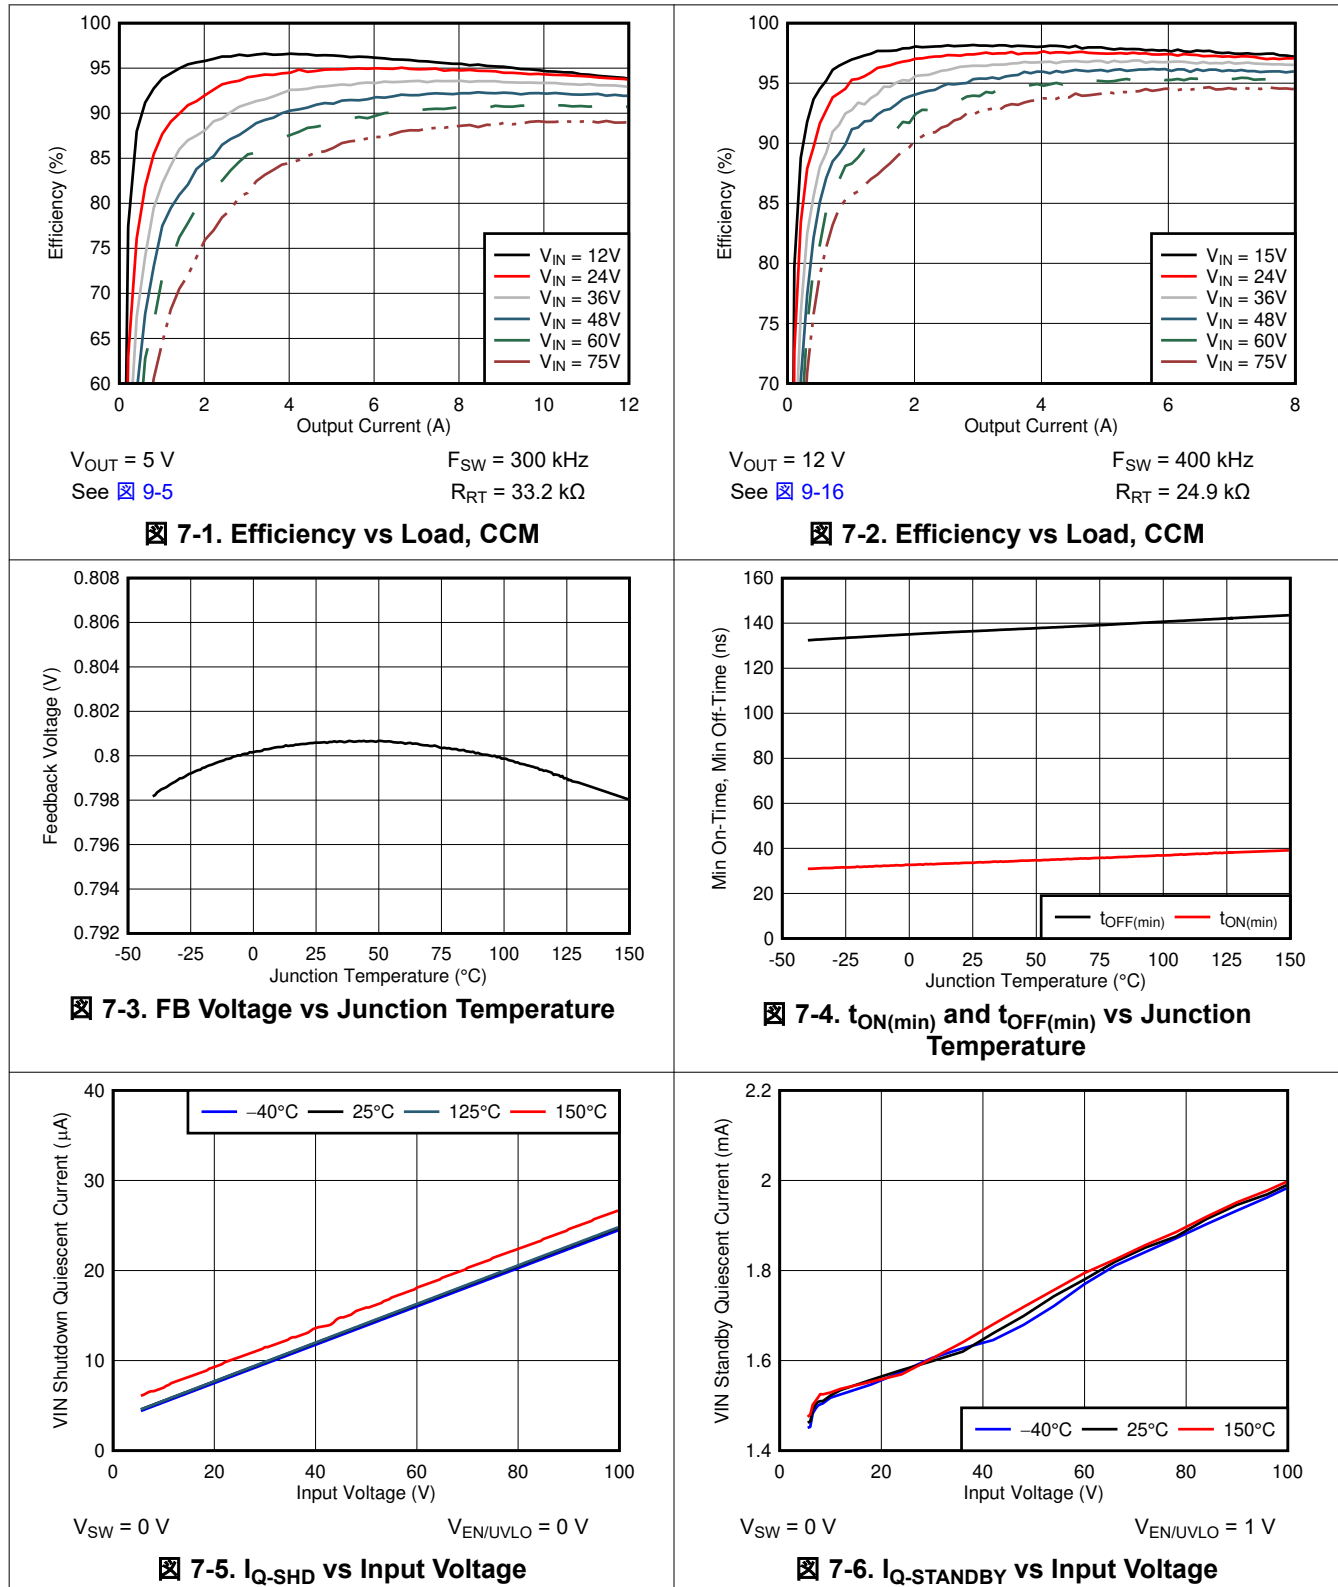 100
95
90
85
80
75
70
65
60
Efficiency (%)
0 2 4 6 8 10 12
Output Current (A)
VIN = 12V
VIN = 24V
VIN = 36V
VIN = 48V
VIN = 60V
VIN = 75V
VOUT = 5 V FSW = 300 kHz
See 図 9-5 RRT = 33.2 kΩ
図 7-1. Efficiency vs Load, CCM
100
95
90
85
80
75
70
Efficiency (%)
0 2 4 6 8
Output Current (A)
VIN = 15V
VIN = 24V
VIN = 36V
VIN = 48V
VIN = 60V
VIN = 75V
VOUT = 12 V FSW = 400 kHz
See 図 9-16 RRT = 24.9 kΩ
図 7-2. Efficiency vs Load, CCM
0.808
0.806
0.804
0.802
0.8
0.798
0.796
0.794
0.792
Feedback Voltage (V)
-50 -25 0 25 50 75 100 125 150
Junction Temperature (°C)
図 7-3. FB Voltage vs Junction Temperature
160
140
120
100
80
60
40
20
0
Min On-Time, Min Off-Time (ns)
tOFF(min) tON(min)
-50 -25 0 25 50 75 100 125 150
Junction Temperature (°C)
図 7-4. tON(min) and tOFF(min) vs Junction
Temperature
40
30
20
10
0
VIN Shutdown Quiescent Current (µA)
–40°C 25°C 125°C 150°C
0 20 40 60 80 100
Input Voltage (V)
VSW = 0 V VEN/UVLO = 0 V
図 7-5. IQ-SHD vs Input Voltage
2.2
2
1.8
1.6
1.4
VIN Standby Quiescent Current (mA)
–40°C 25°C 150°C
0 20 40 60 80 100
Input Voltage (V)
VSW = 0 V VEN/UVLO = 1 V
図 7-6. IQ-STANDBY vs Input Voltage